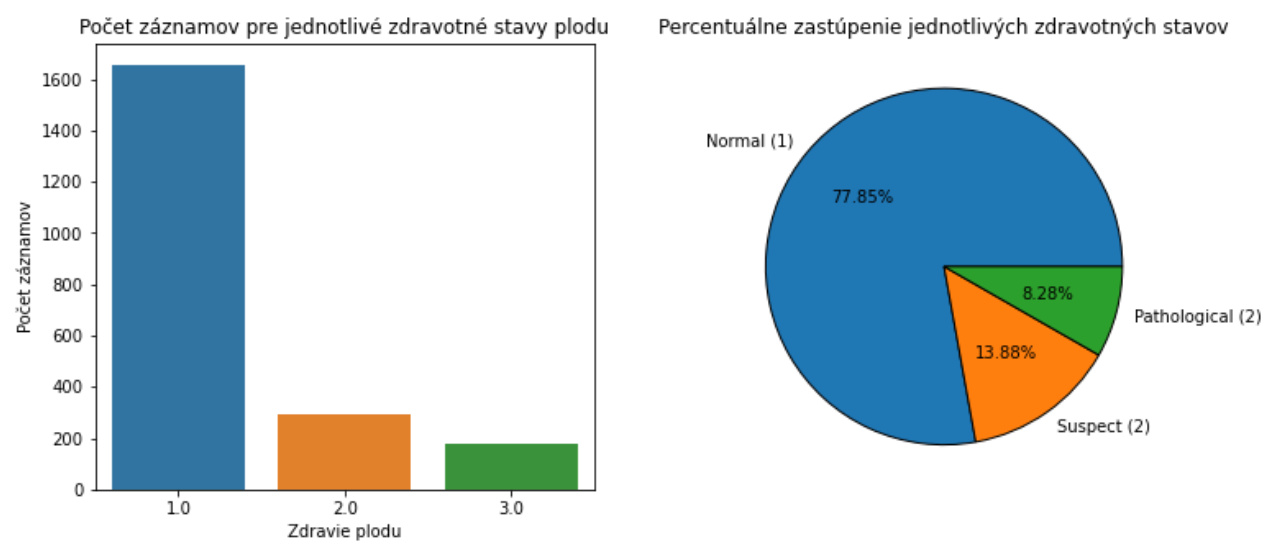 Počet záznamov pre jednotlivé zdravotné stavy plodu
1600
1400
1200
1000
800
600
400
200
0
Počet záznamov
1.0
2.0
3.0
Zdravie plodu
Percentuálne zastúpenie jednotlivých zdravotných stavov
Normal (1)
77.85%
8.28%
Pathological (2)
13.88%
Suspect (2)